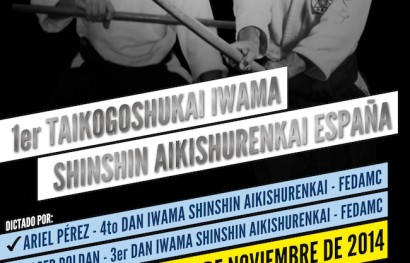 1er TAIKOGOSHUKAI IWAMA
SHINSHIN AIKISHURENKAI ESPAÑA
DICTADO POR:
✓ ARIEL PÉREZ - 4to DAN IWAMA SHINSHIN AIKISHURENKAI - FEDAMC
ROLDAN - 3er DAN IWAMA SHINSHIN AIKISHURENKAI - FEDAMC
DE NOVIEMBRE DE 2014